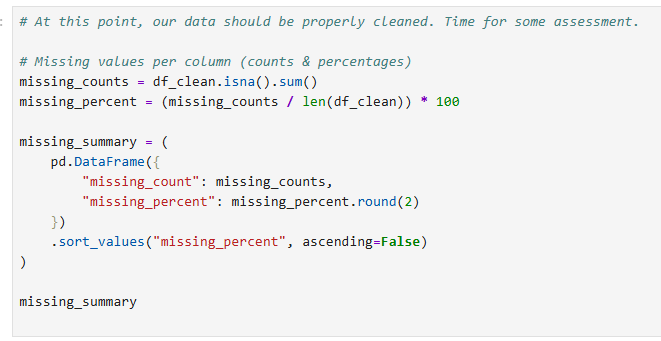 # At this point, our data should be properly cleaned. Time for some assessment.

# Missing values per column (counts & percentages)
missing_counts = df_clean.isna().sum()
missing_percent = (missing_counts / len(df_clean)) * 100

missing_summary = (
    pd.DataFrame({
        "missing_count": missing_counts,
        "missing_percent": missing_percent.round(2)
    })
    .sort_values("missing_percent", ascending=False)
)

missing_summary